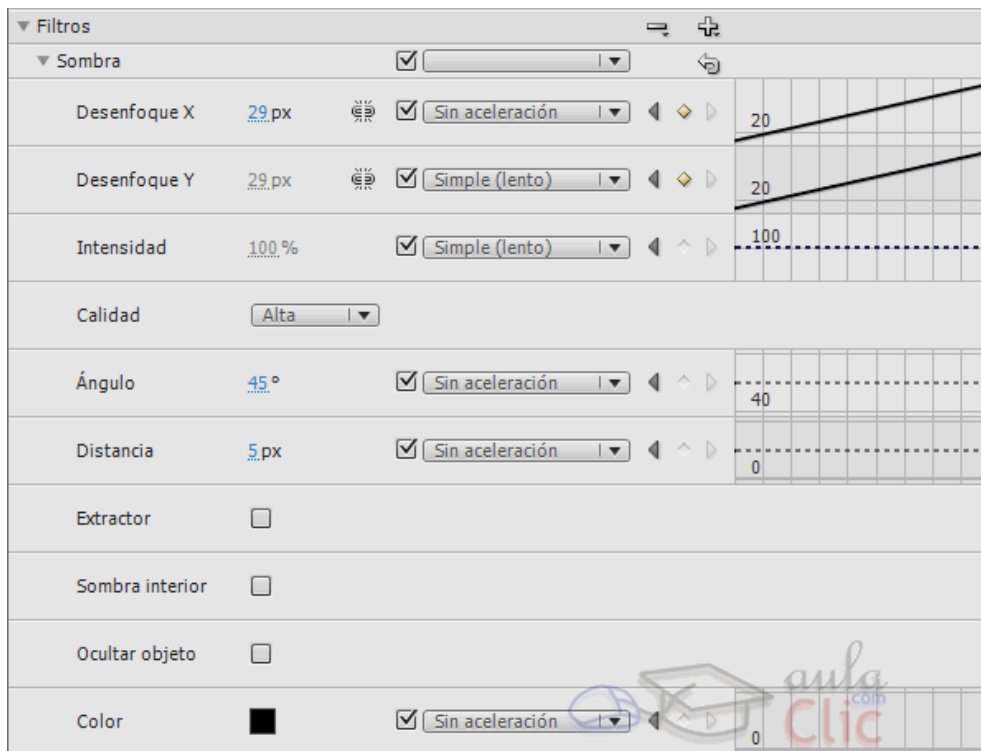 Filtros
Sombra
Desenfoque X 29 px Sin aceleración 20
Desenfoque Y 29 px Simple (lento) 20
Intensidad 100 % Simple (lento) 100
Calidad Alta
Ángulo 45 º Sin aceleración 40
Distancia 5 px Sin aceleración 0
Extractor
Sombra interior
Ocultar objeto
aula
.com
Clic
Color Sin aceleración 0